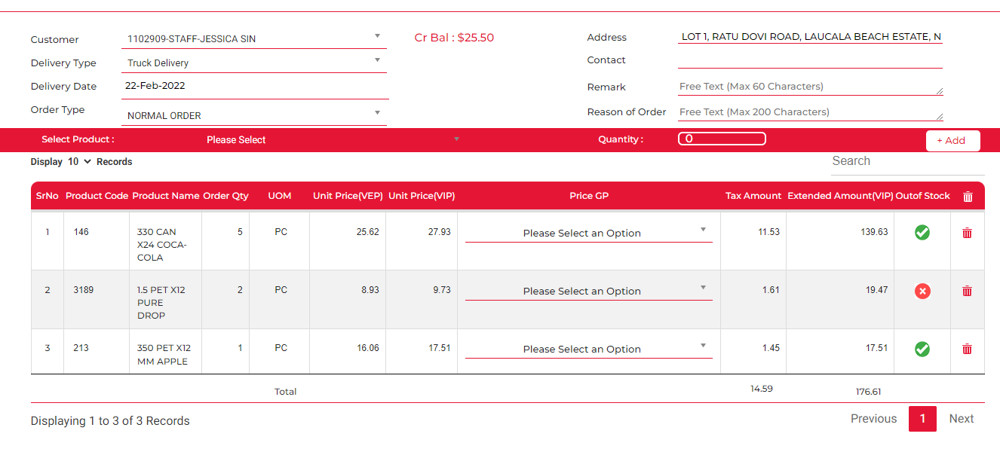 Customer 1102909-STAFF-JESSICA SIN Cr Bal : $25.50 Address LOT 1, RATU DOVI ROAD, LAUCALA BEACH ESTATE, N
Delivery Type Truck Delivery Contact
Delivery Date 22-Feb-2022 Remark Free Text (Max 60 Characters)
Order Type NORMAL ORDER Reason of Order Free Text (Max 200 Characters)
Select Product : Please Select Quantity : 0 + Add
Display 10 Records Search
SrNo Product Code Product Name Order Qty UOM Unit Price(VEP) Unit Price(VIP) Price GP Tax Amount Extended Amount(VIP) Outof Stock
1 146 330 CAN 5 PC 25.62 27.93 Please Select an Option 11.53 139.63
X24 COCA-
COLA
2 3189 1.5 PET X12 2 PC 8.93 9.73 Please Select an Option 1.61 19.47
PURE
DROP
3 213 350 PET X12 1 PC 16.06 17.51 Please Select an Option 1.45 17.51
MM APPLE
Total 14.59 176.61
Displaying 1 to 3 of 3 Records Previous 1 Next